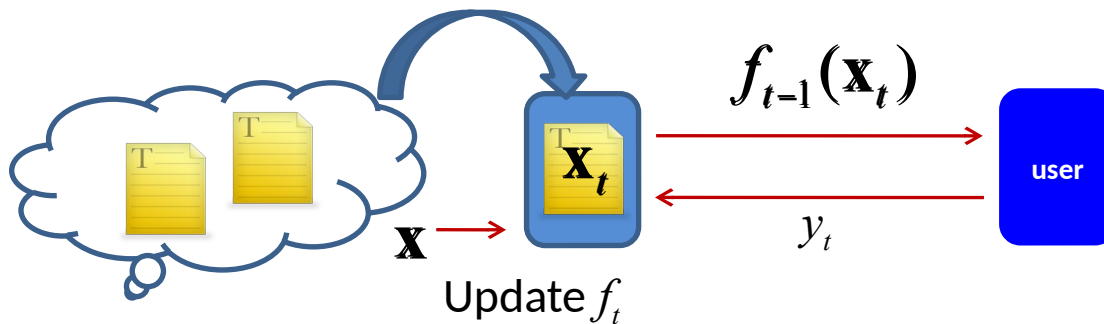 f_{t-1}(x_t)
T
T
x_t
user
y_t
x
Update f_t